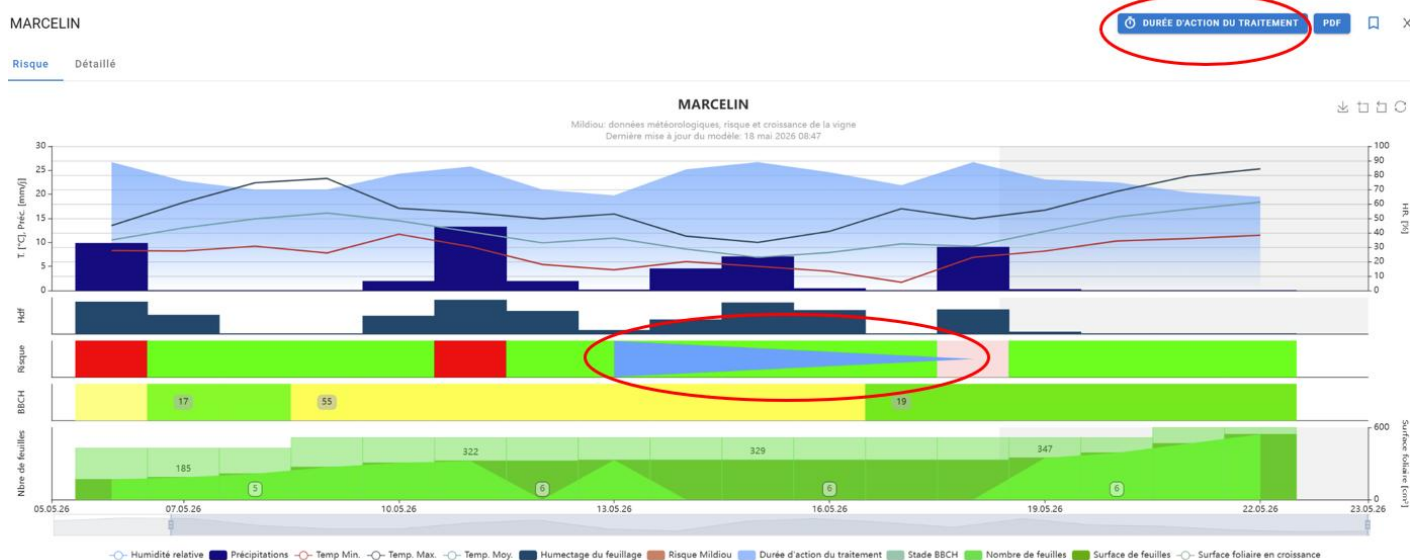 MARCELIN
DURÉE D'ACTION DU TRAITEMENT
PDF
Risque Détaillé
MARCELIN
Mildiou: données météorologiques, risque et croissance de la vigne
Dernière mise à jour du modèle: 18 mai 2026 08:47
T. [°C], Préc. [mm/j]
30
25
20
15
10
5
0
100
90
80
70
60
50
40
30
20
10
0
HR. [%]
Hdf
Risque
BBCH
17
55
19
Nbre de feuilles
185
322
329
347
5
6
6
6
600
0
Surface foliaire [cm²]
05.05.26 07.05.26 10.05.26 13.05.26 16.05.26 19.05.26 22.05.26 23.05.26
Humidité relative Précipitations Temp Min. Temp. Max. Temp. Moy. Humectage du feuillage Risque Mildiou Durée d'action du traitement Stade BBCH Nombre de feuilles Surface de feuilles Surface foliaire en croissance